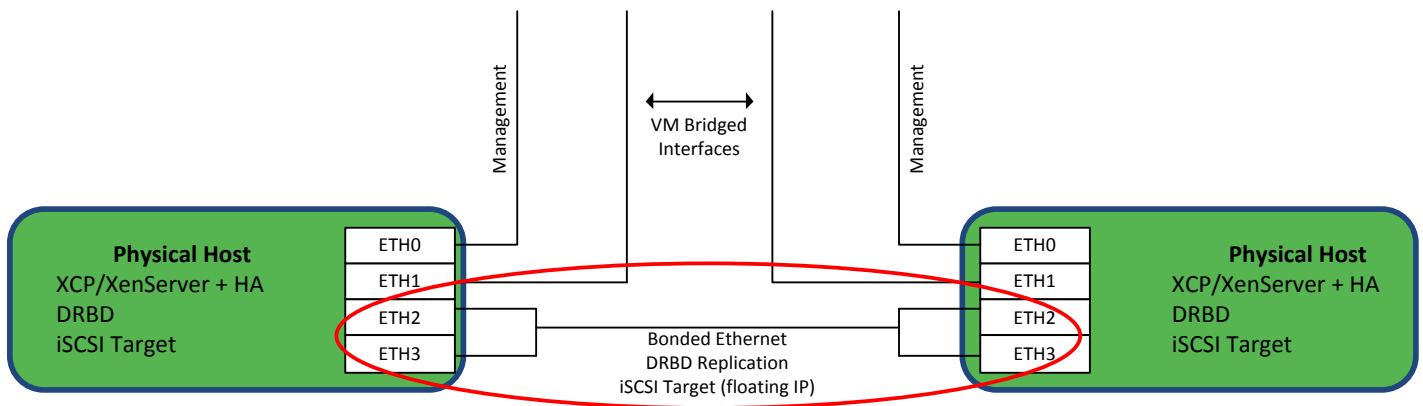 Management
VM Bridged
Interfaces
Management
Physical Host
XCP/XenServer + HA
DRBD
iSCSI Target
ETH0
ETH1
ETH2
ETH3
Bonded Ethernet
DRBD Replication
iSCSI Target (floating IP)
ETH0
ETH1
ETH2
ETH3
Physical Host
XCP/XenServer + HA
DRBD
iSCSI Target